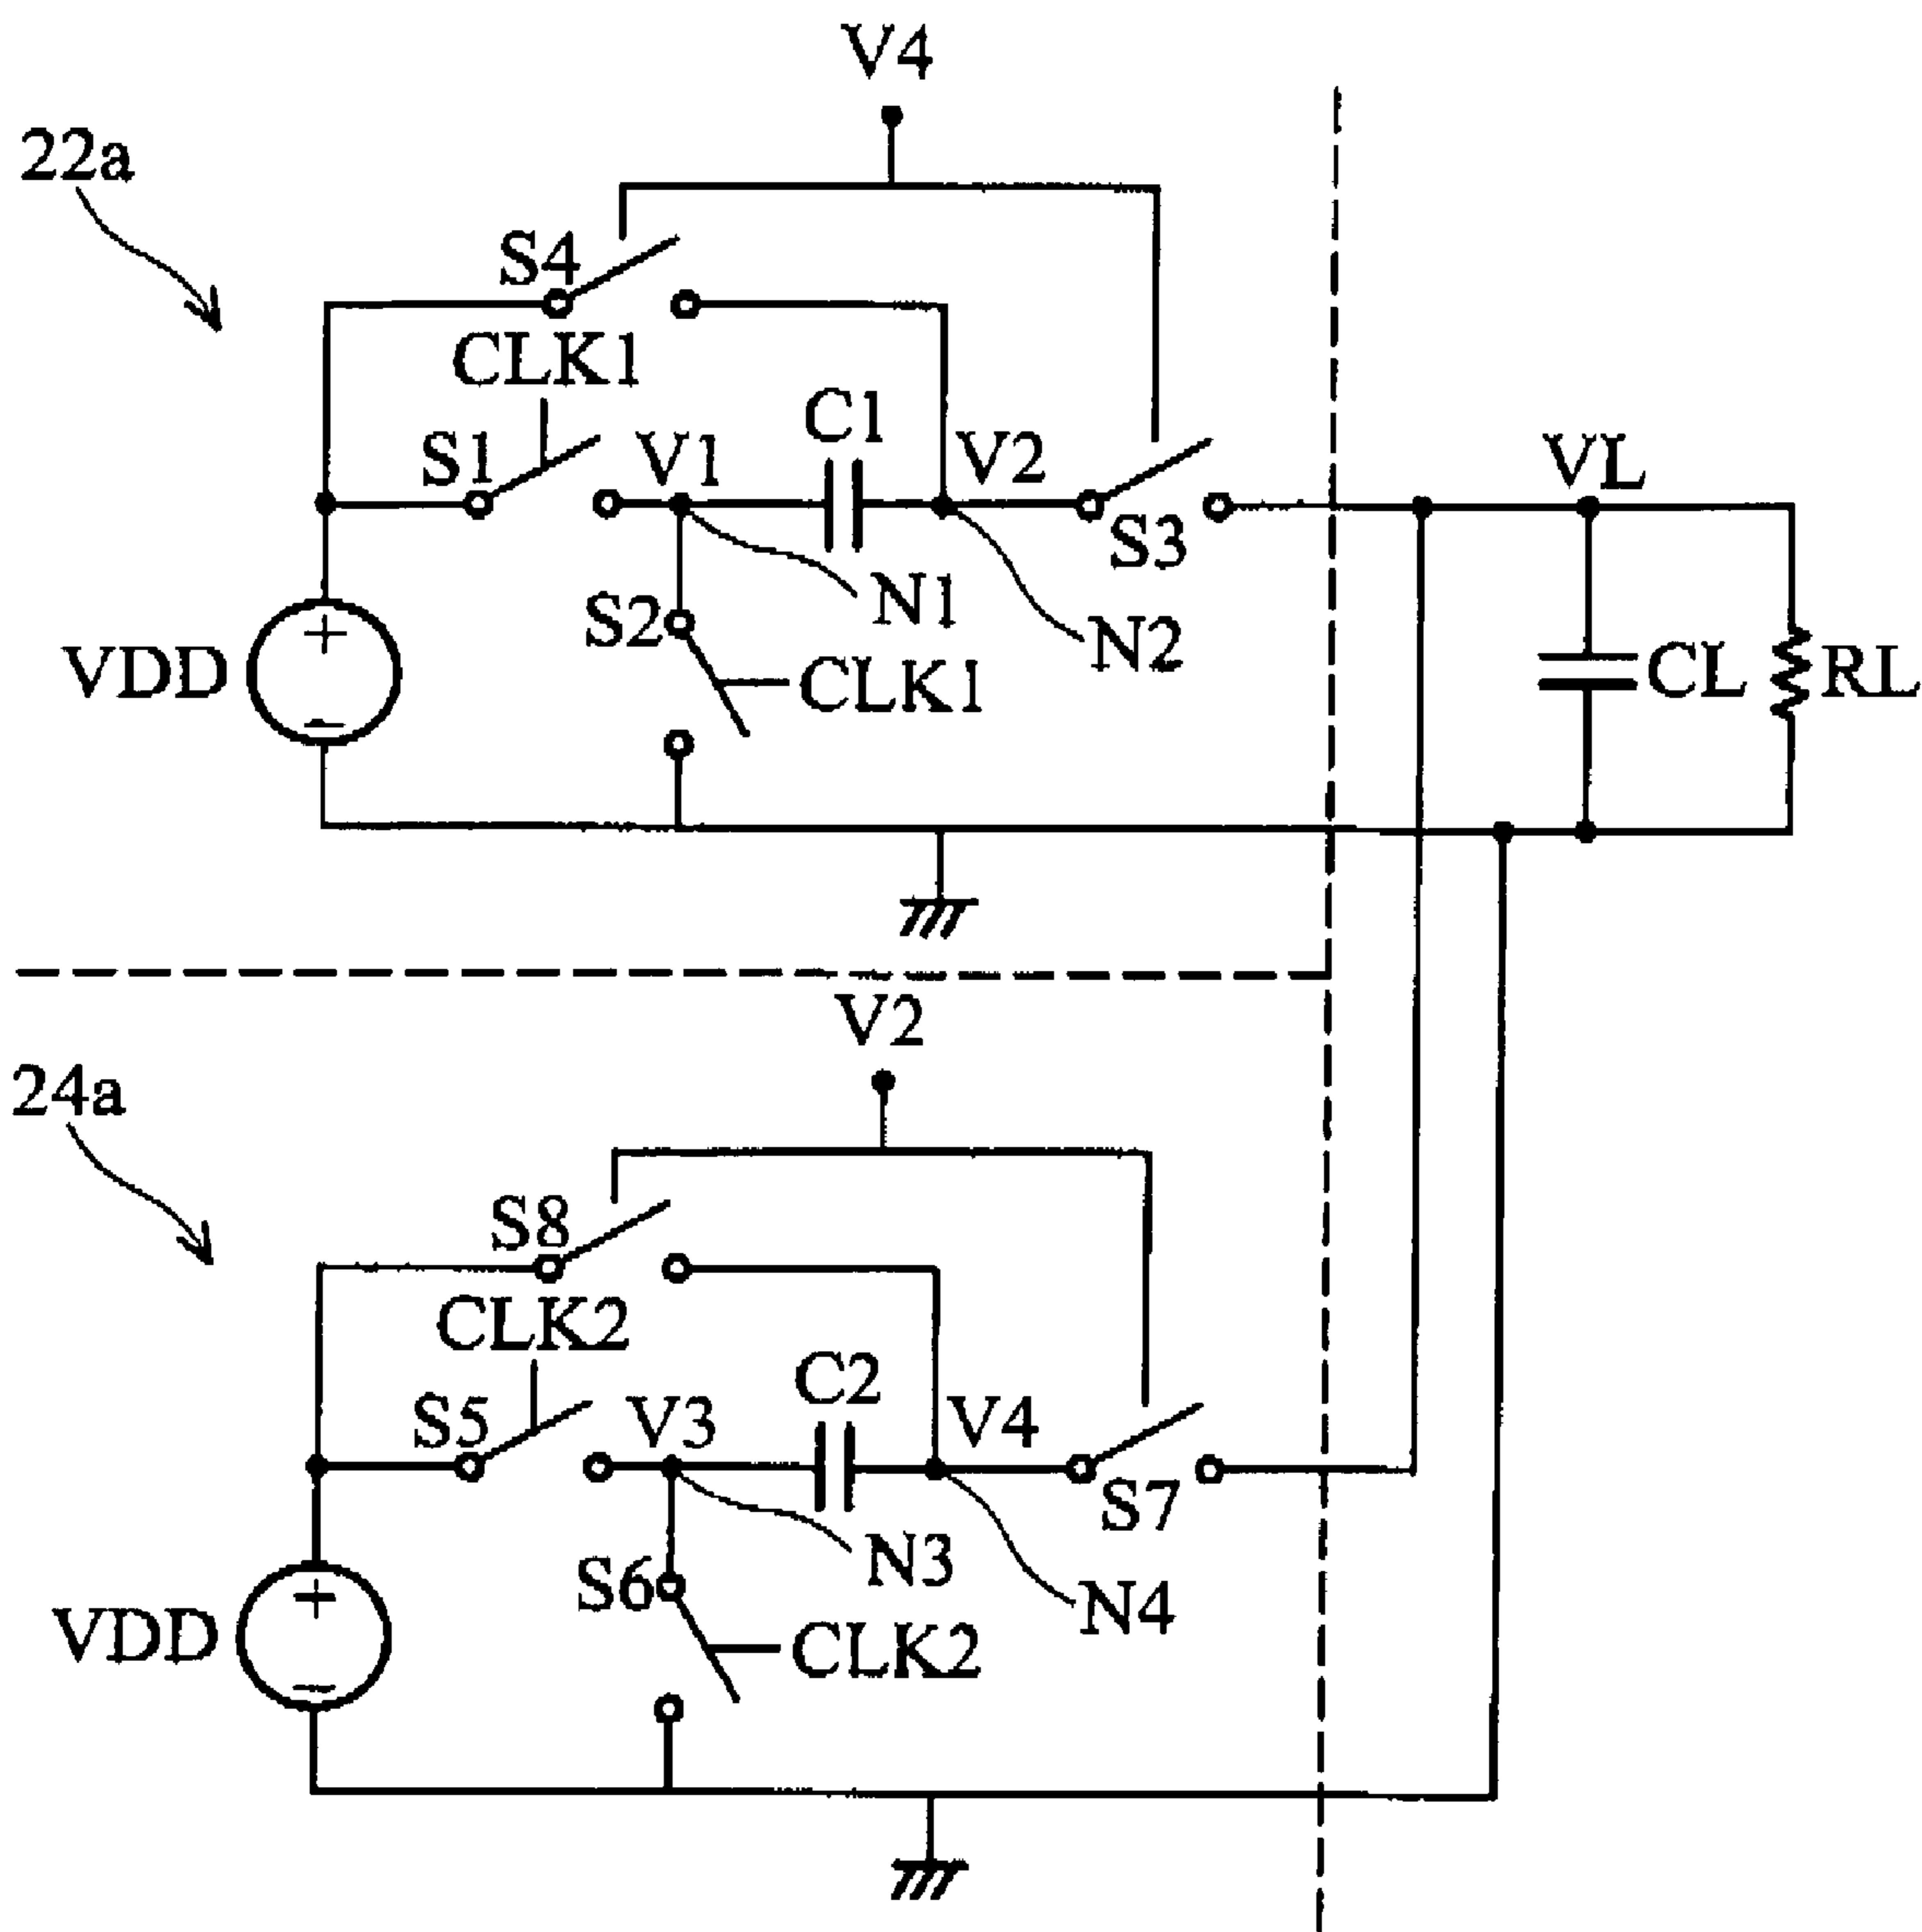 V4
22a
S4
CLK1
C1
S1
V1
V2
VL
S3
N1
S2
N2
VDD
CLK1
CL
RL
V2
24a
S8
CLK2
C2
S5
V3
V4
S7
N3
S6
N4
VDD
CLK2